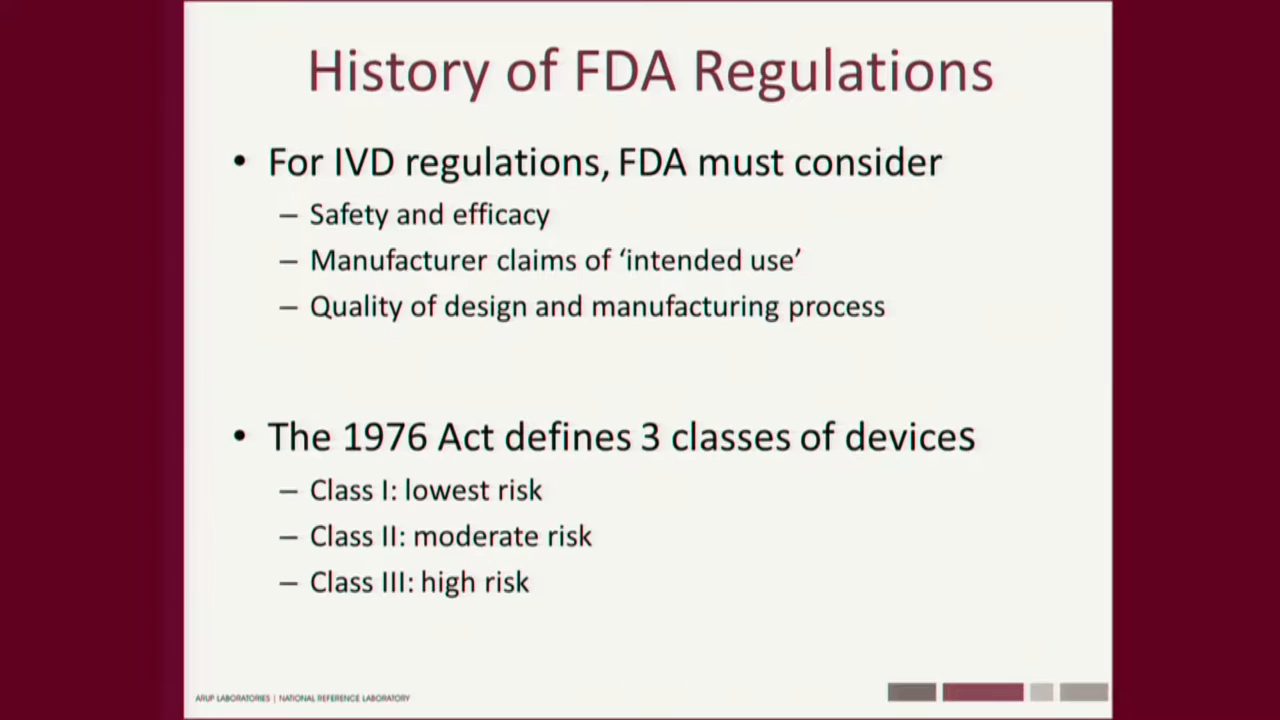 History of FDA Regulations
• For IVD regulations, FDA must consider
– Safety and efficacy
– Manufacturer claims of ‘intended use’
– Quality of design and manufacturing process
• The 1976 Act defines 3 classes of devices
– Class I: lowest risk
– Class II: moderate risk
– Class III: high risk
ARUP LABORATORIES | NATIONAL REFERENCE LABORATORY